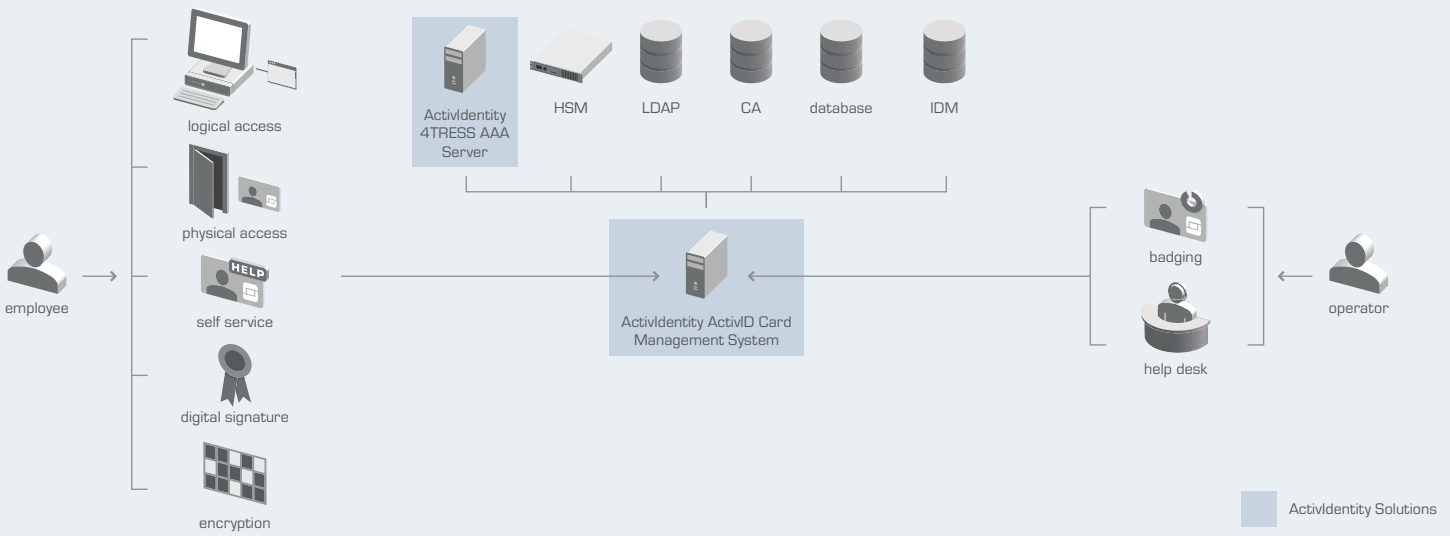 logical access
physical access
HELP
self service
digital signature
encryption
employee
ActivIdentity
4TRESS AAA
Server
HSM
LDAP
CA
database
IDM
ActivIdentity ActivID Card
Management System
badging
help desk
operator
ActivIdentity Solutions